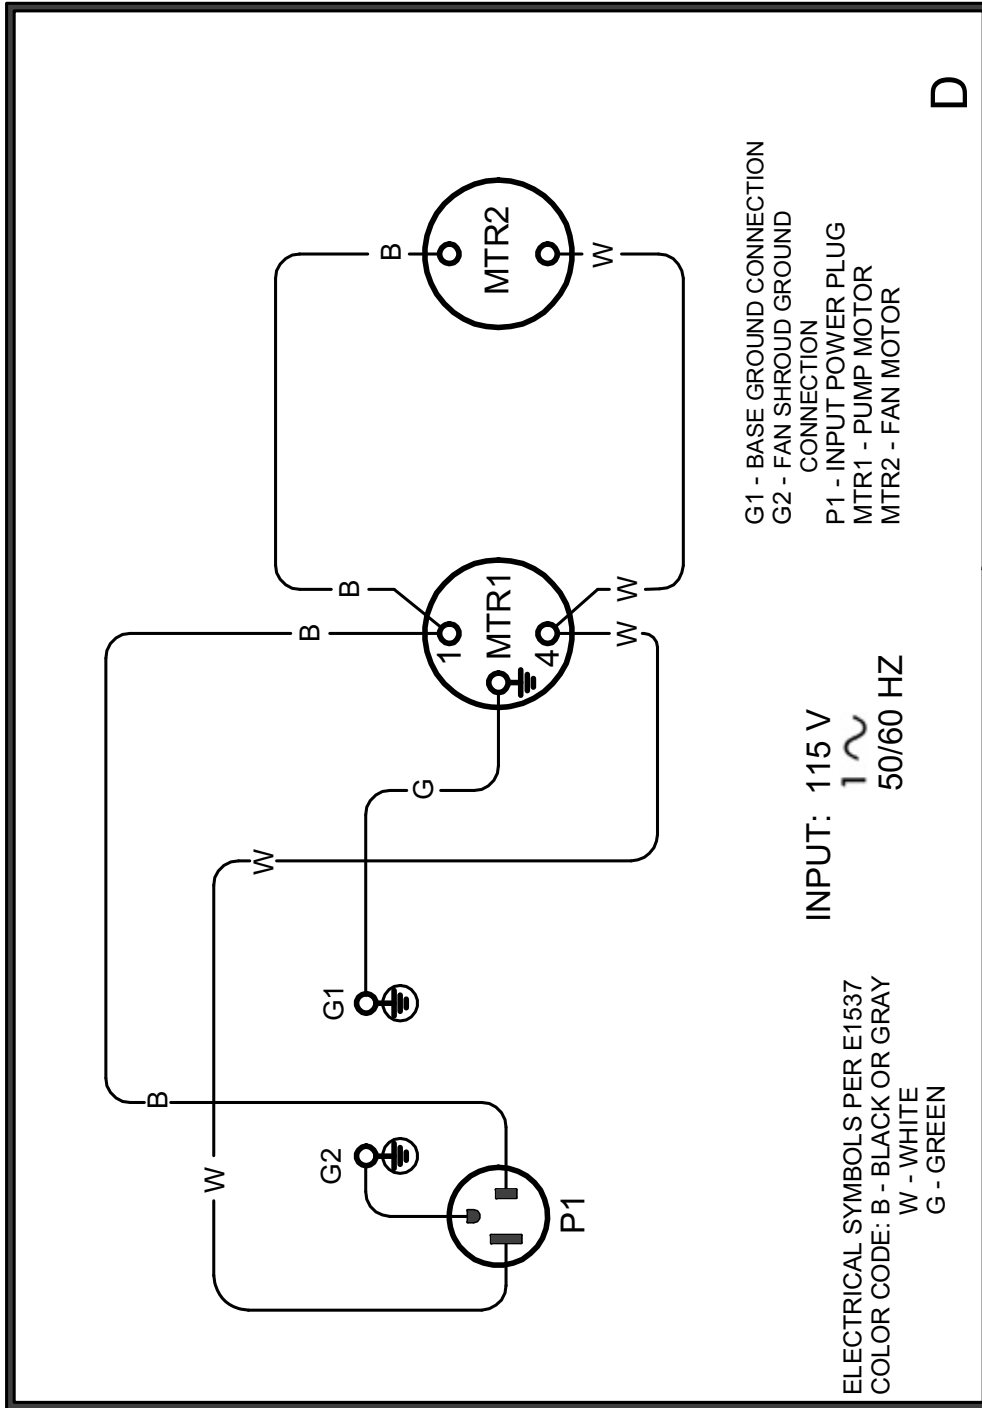 B
B
B
B
W
W
W
W
W
G
G1
G2
P1
1
MTR1
4
MTR2
G1 - BASE GROUND CONNECTION
G2 - FAN SHROUD GROUND
CONNECTION
P1 - INPUT POWER PLUG
MTR1 - PUMP MOTOR
MTR2 - FAN MOTOR
INPUT: 115 V
1 ~
50/60 HZ
ELECTRICAL SYMBOLS PER E1537
COLOR CODE: B - BLACK OR GRAY
W - WHITE
G - GREEN
D